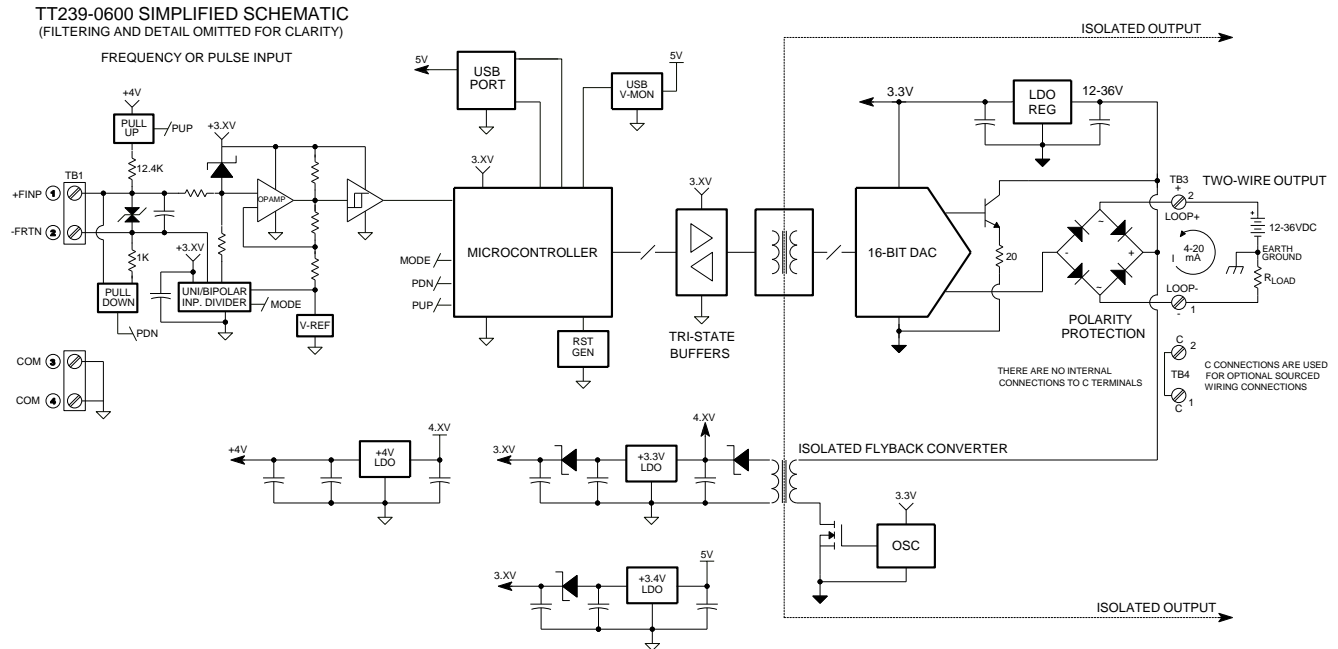 TT239-0600 SIMPLIFIED SCHEMATIC
(FILTERING AND DETAIL OMITTED FOR CLARITY)
FREQUENCY OR PULSE INPUT
ISOLATED OUTPUT
+4V
PULL
UP
PUP
12.4K
+3.XV
TB1
+FINP
1
-FRTN
2
1K
PULL
DOWN
PDN
+3.XV
UNI/BIPOLAR
INP. DIVIDER
MODE
OPAMP
V-REF
COM
3
COM
4
5V
USB
PORT
USB
V-MON
5V
3.XV
MICROCONTROLLER
MODE
PDN
PUP
RST
GEN
3.XV
TRI-STATE
BUFFERS
3.3V
LDO
REG
12-36V
16-BIT DAC
20
~
~
-
+
POLARITY
PROTECTION
TB3
+
2
LOOP+
TWO-WIRE OUTPUT
+
12-36VDC
4-20
mA
I
EARTH
GROUND
RLOAD
LOOP-
-
1
THERE ARE NO INTERNAL
CONNECTIONS TO C TERMINALS
C
2
TB4
C
1
C CONNECTIONS ARE USED
FOR OPTIONAL SOURCED
WIRING CONNECTIONS
+4V
+4V
LDO
4.XV
3.XV
+3.3V
LDO
4.XV
ISOLATED FLYBACK CONVERTER
3.3V
OSC
3.XV
+3.4V
LDO
5V
ISOLATED OUTPUT